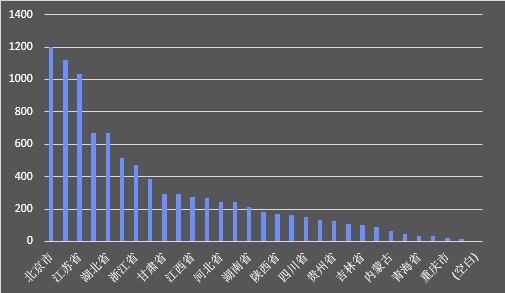 1400
1200
1000
800
600
400
200
0
北京市
江苏省
湖北省
浙江省
甘肃省
江西省
河北省
湖南省
陕西省
四川省
贵州省
吉林省
内蒙古
青海省
重庆市
(空白)